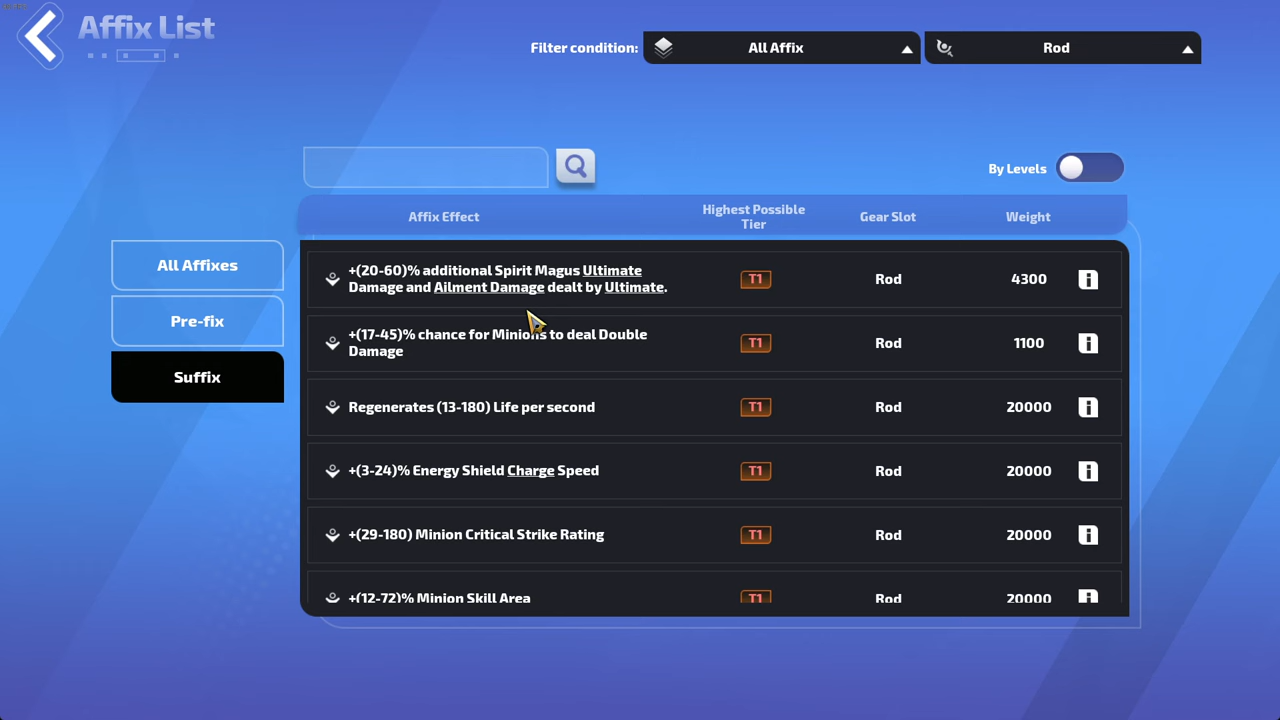 Affix List
Filter condition:
All Affix
Rod
By Levels
Affix Effect
Highest Possible
Tier
Gear Slot
Weight
All Affixes
Pre-fix
Suffix
+(20-60)% additional Spirit Magus Ultimate
Damage and Ailment Damage dealt by Ultimate.
T1
Rod
4300
+(17-45)% chance for Minions to deal Double
Damage
T1
Rod
1100
Regenerates (13-180) Life per second
T1
Rod
20000
+(3-24)% Energy Shield Charge Speed
T1
Rod
20000
+(29-180) Minion Critical Strike Rating
T1
Rod
20000
+(12-72)% Minion Skill Area
T1
Rod
20000